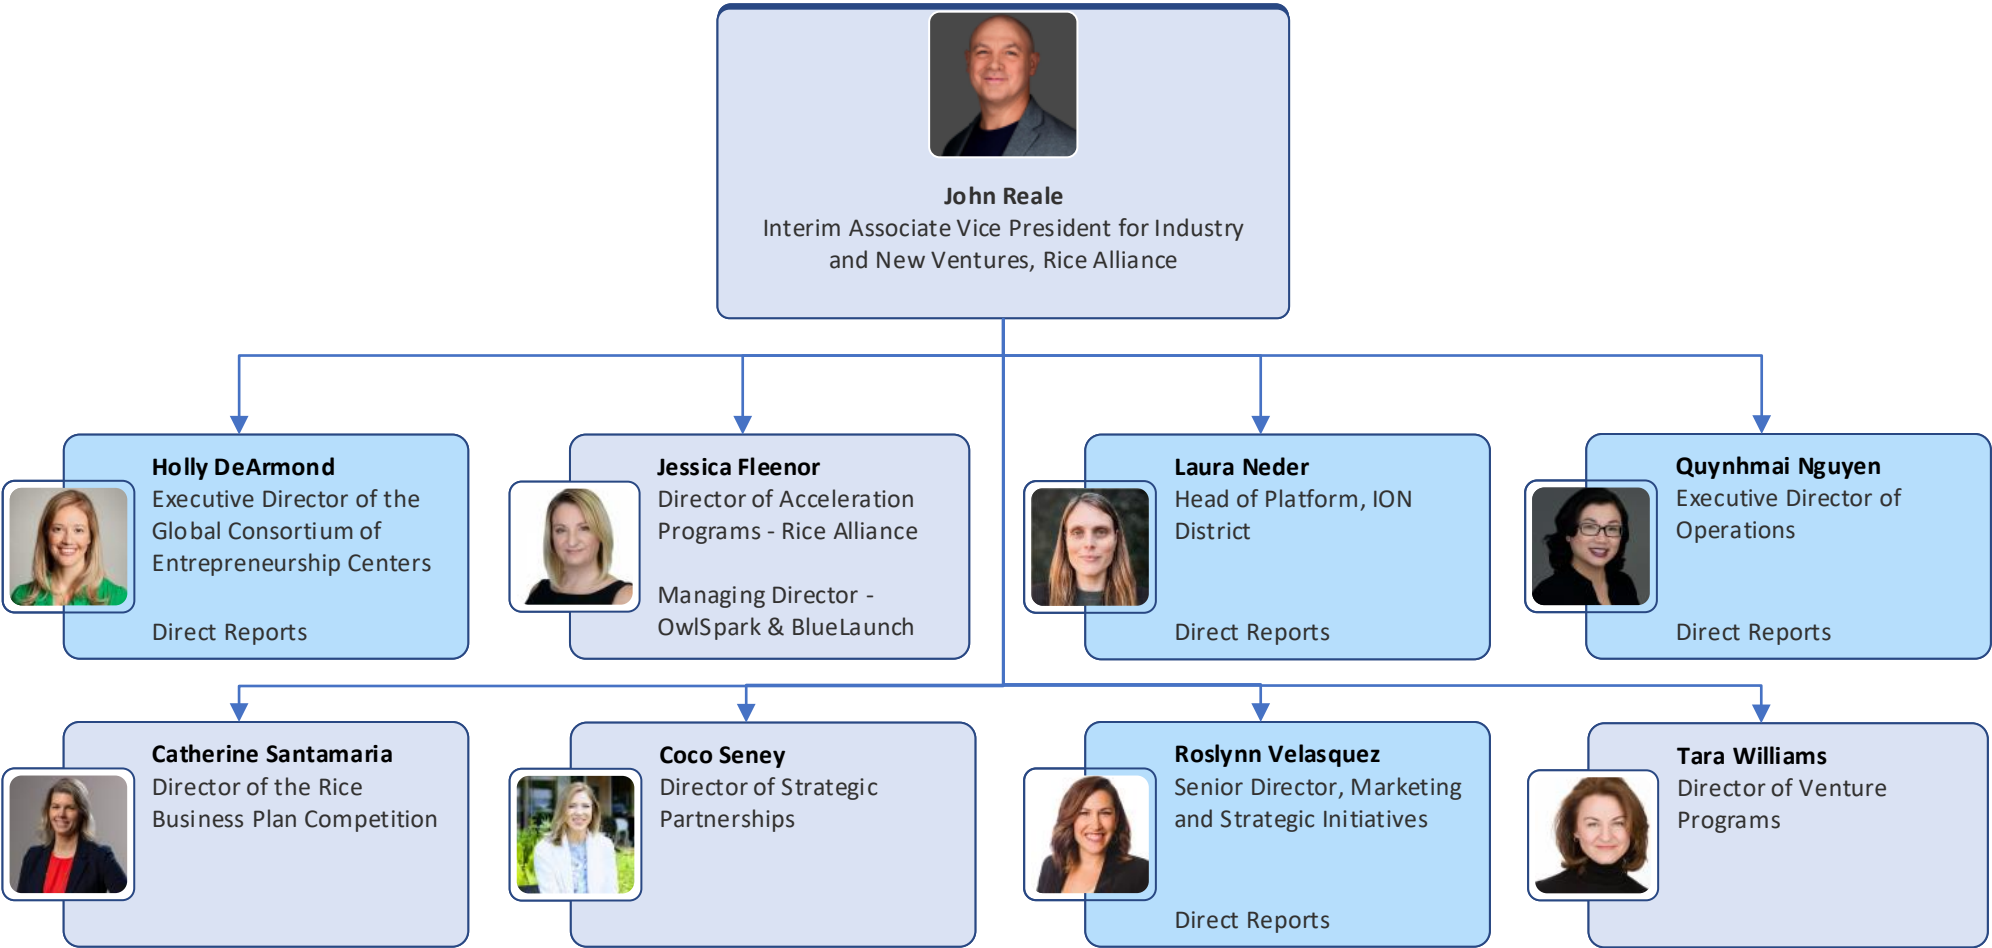 John Reale
Interim Associate Vice President for Industry
and New Ventures, Rice Alliance
Holly DeArmond
Executive Director of the
Global Consortium of
Entrepreneurship Centers
Direct Reports
Jessica Fleenor
Director of Acceleration
Programs - Rice Alliance
Managing Director -
OwlSpark & BlueLaunch
Laura Neder
Head of Platform, ION
District
Direct Reports
Quynhmai Nguyen
Executive Director of
Operations
Direct Reports
Catherine Santamaria
Director of the Rice
Business Plan Competition
Coco Seney
Director of Strategic
Partnerships
Roslynn Velasquez
Senior Director, Marketing
and Strategic Initiatives
Direct Reports
Tara Williams
Director of Venture
Programs